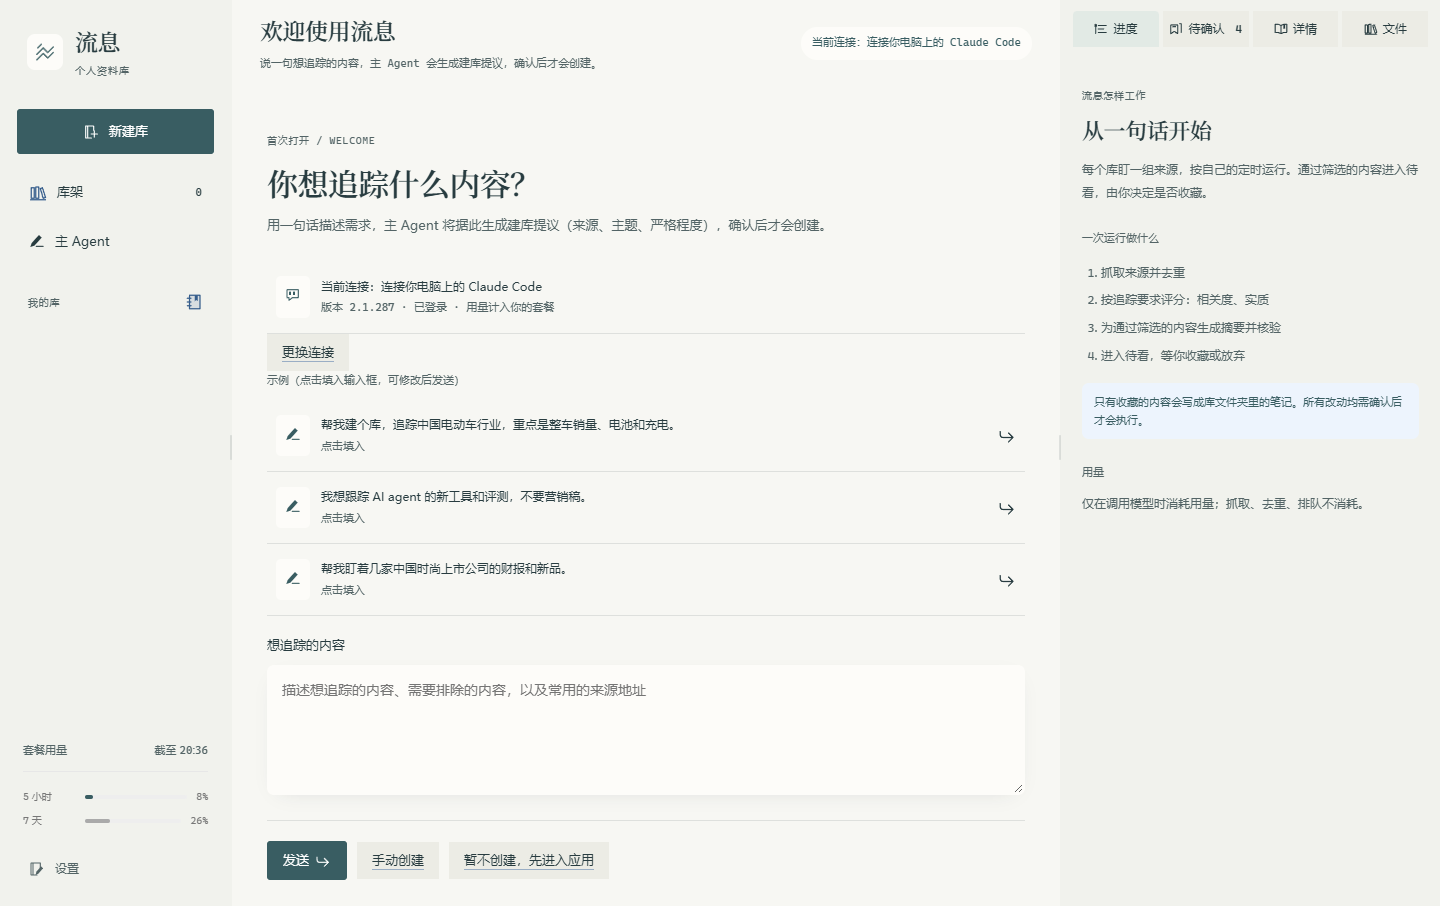 流息
个人资料库
新建库
库架 0
主 Agent
我的库
套餐用量 截至 20:36
5 小时 8%
7 天 26%
设置
欢迎使用流息
说一句想追踪的内容，主 Agent 会生成建库提议，确认后才会创建。
当前连接：连接你电脑上的 Claude Code
首次打开 / WELCOME
你想追踪什么内容？
用一句话描述需求，主 Agent 将据此生成建库提议（来源、主题、严格程度），确认后才会创建。
当前连接：连接你电脑上的 Claude Code
版本 2.1.287 · 已登录 · 用量计入你的套餐
更换连接
示例（点击填入输入框，可修改后发送）
帮我建个库，追踪中国电动车行业，重点是整车销量、电池和充电。
点击填入
我想跟踪 AI agent 的新工具和评测，不要营销稿。
点击填入
帮我盯着几家中国时尚上市公司的财报和新品。
点击填入
想追踪的内容
描述想追踪的内容、需要排除的内容，以及常用的来源地址
发送
手动创建
暂不创建，先进入应用
进度
待确认 4
详情
文件
流息怎样工作
从一句话开始
每个库盯一组来源，按自己的定时运行。通过筛选的内容进入待
看，由你决定是否收藏。
一次运行做什么
1. 抓取来源并去重
2. 按追踪要求评分：相关度、实质
3. 为通过筛选的内容生成摘要并核验
4. 进入待看，等你收藏或放弃
只有收藏的内容会写成库文件夹里的笔记。所有改动均需确认后
才会执行。
用量
仅在调用模型时消耗用量；抓取、去重、排队不消耗。